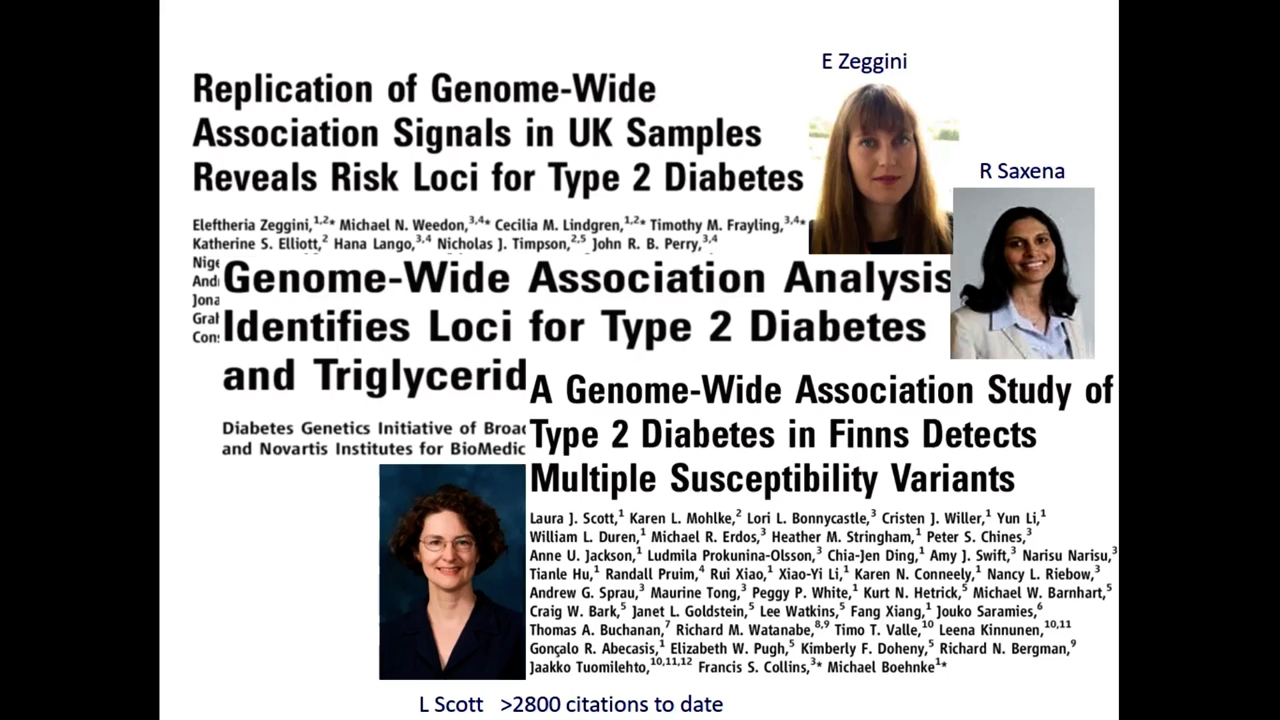 E Zeggini
Replication of Genome-Wide
Association Signals in UK Samples
Reveals Risk Loci for Type 2 Diabetes
R Saxena
Eleftheria Zeggini,1,2* Michael N. Weedon,3,4* Cecilia M. Lindgren,1,2* Timothy M. Frayling,3,4*
Katherine S. Elliott,2 Hana Lango,3,4 Nicholas J. Timpson,2,5 John R. B. Perry,3,4
Genome-Wide Association Analysis
Identifies Loci for Type 2 Diabetes
and Triglycerid
Diabetes Genetics Initiative of Broad
and Novartis Institutes for BioMedic
A Genome-Wide Association Study of
Type 2 Diabetes in Finns Detects
Multiple Susceptibility Variants
Laura J. Scott,1 Karen L. Mohlke,2 Lori L. Bonnycastle,3 Cristen J. Willer,1 Yun Li,1
William L. Duren,1 Michael R. Erdos,3 Heather M. Stringham,1 Peter S. Chines,3
Anne U. Jackson,1 Ludmila Prokunina-Olsson,3 Chia-Jen Ding,1 Amy J. Swift,3 Narisu Narisu,3
Tianle Hu,1 Randall Pruim,4 Rui Xiao,1 Xiao-Yi Li,1 Karen N. Conneely,1 Nancy L. Riebow,3
Andrew G. Sprau,3 Maurine Tong,3 Peggy P. White,1 Kurt N. Hetrick,5 Michael W. Barnhart,5
Craig W. Bark,5 Janet L. Goldstein,5 Lee Watkins,5 Fang Xiang,1 Jouko Saramies,6
Thomas A. Buchanan,7 Richard M. Watanabe,8,9 Timo T. Valle,10 Leena Kinnunen,10,11
Gonçalo R. Abecasis,1 Elizabeth W. Pugh,5 Kimberly F. Doheny,5 Richard N. Bergman,9
Jaakko Tuomilehto,10,11,12 Francis S. Collins,3* Michael Boehnke1*
L Scott >2800 citations to date